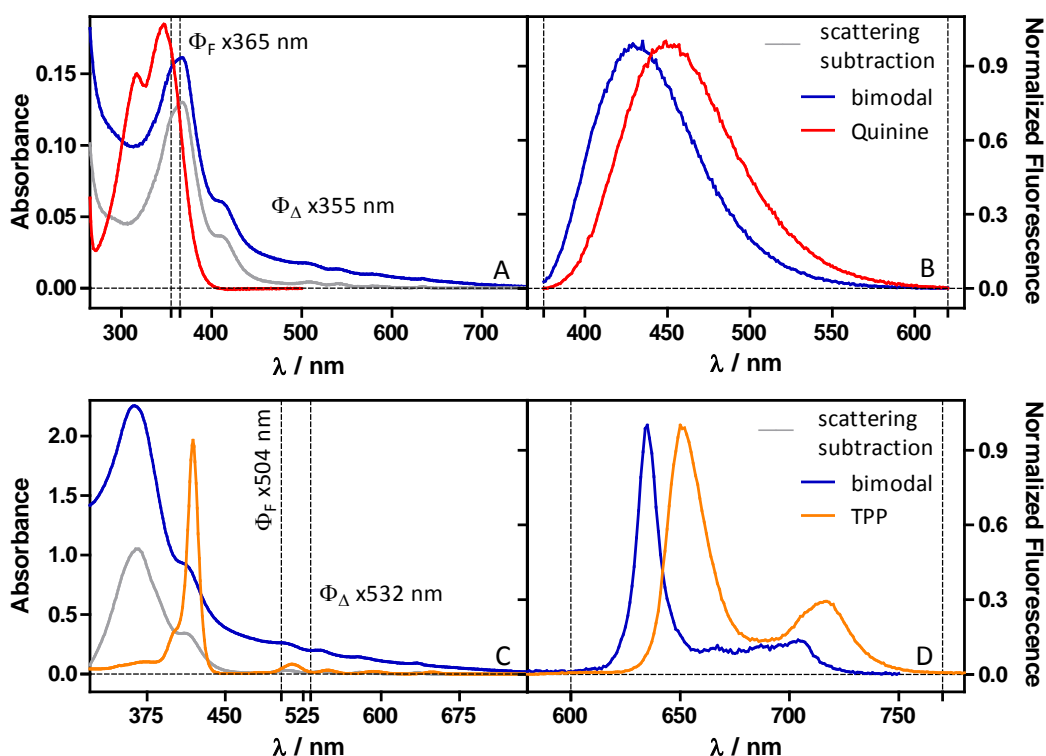 Φ_F x365 nm
Φ_Δ x355 nm
A
Absorbance
0.15
0.10
0.05
0.00
300 400 500 600 700
λ / nm
scattering
subtraction
bimodal
Quinine
B
Normalized Fluorescence
0.9
0.6
0.3
0.0
400 450 500 550 600
λ / nm
Φ_F x504 nm
Φ_Δ x532 nm
C
Absorbance
2.0
1.5
1.0
0.5
0.0
375 450 525 600 675
λ / nm
scattering
subtraction
bimodal
TPP
D
Normalized Fluorescence
0.9
0.6
0.3
0.0
600 650 700 750
λ / nm